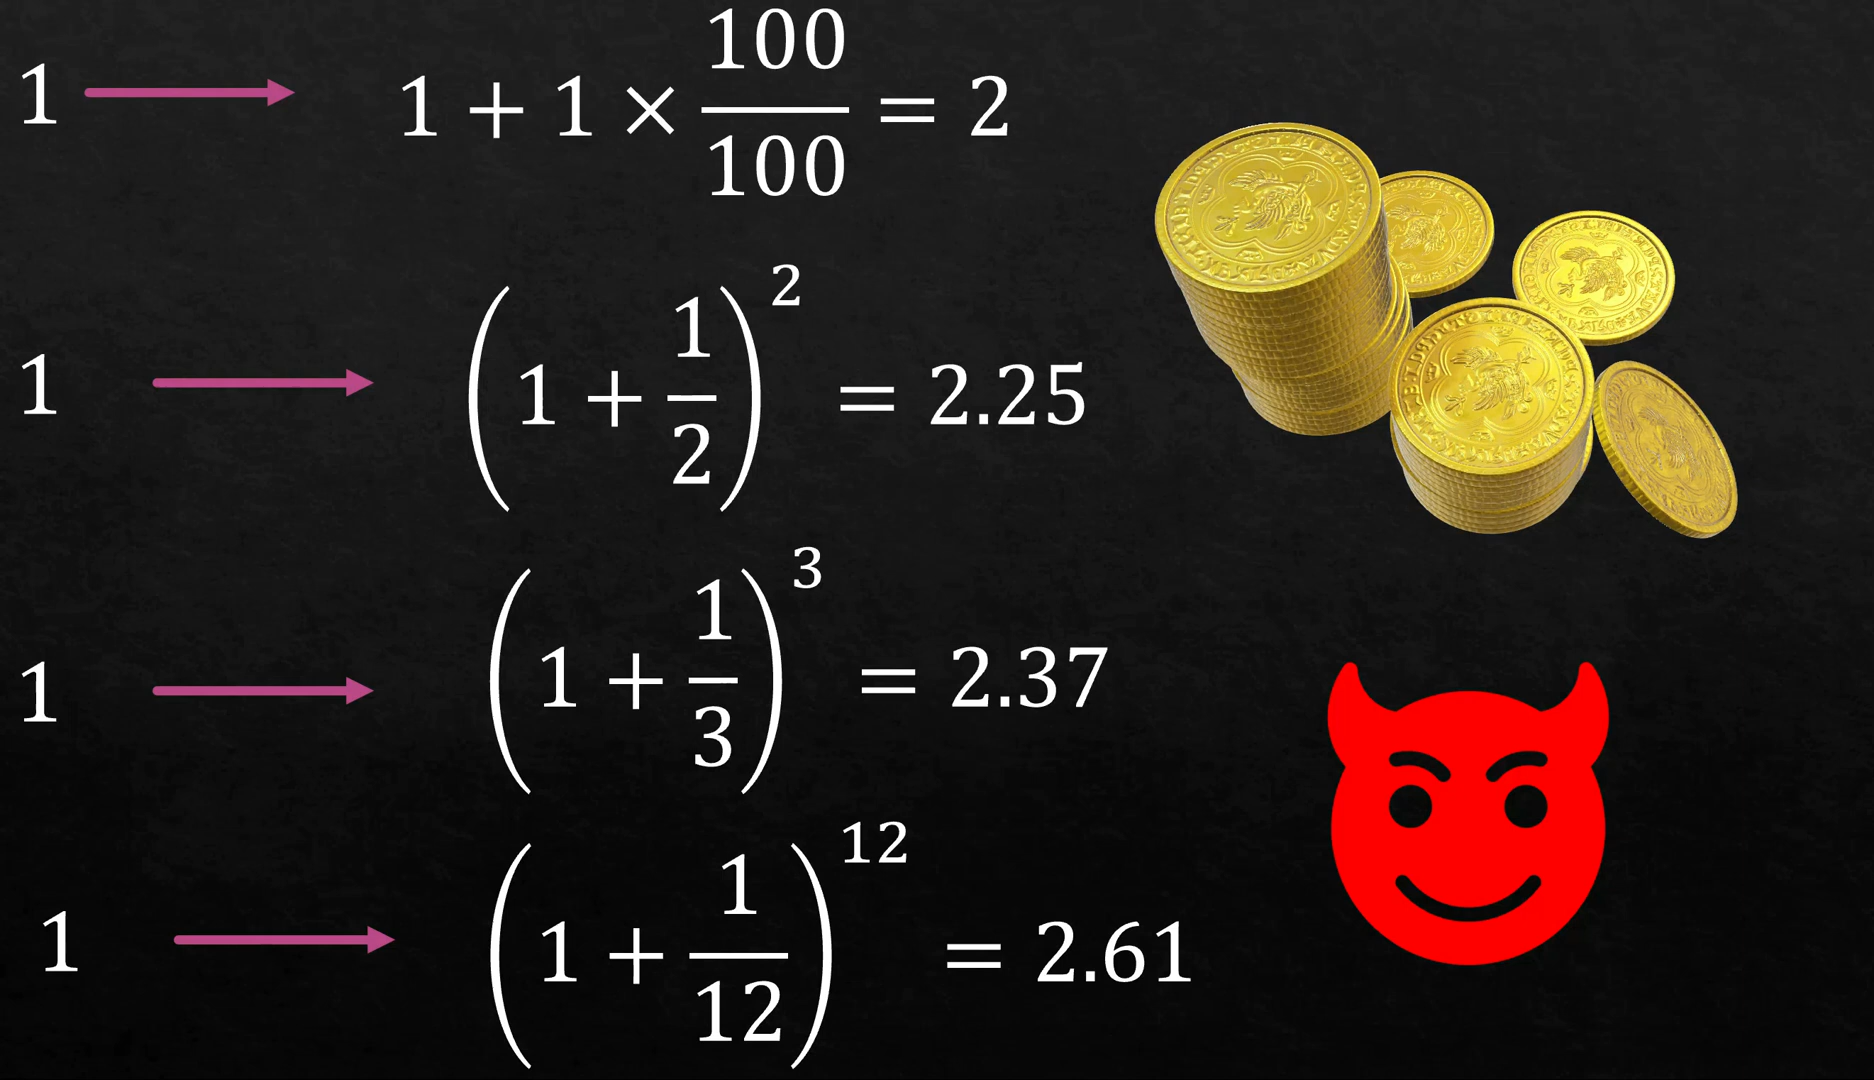 1 → 1 + 1 × 100/100 = 2
1 → (1 + 1/2)^2 = 2.25
1 → (1 + 1/3)^3 = 2.37
1 → (1 + 1/12)^12 = 2.61